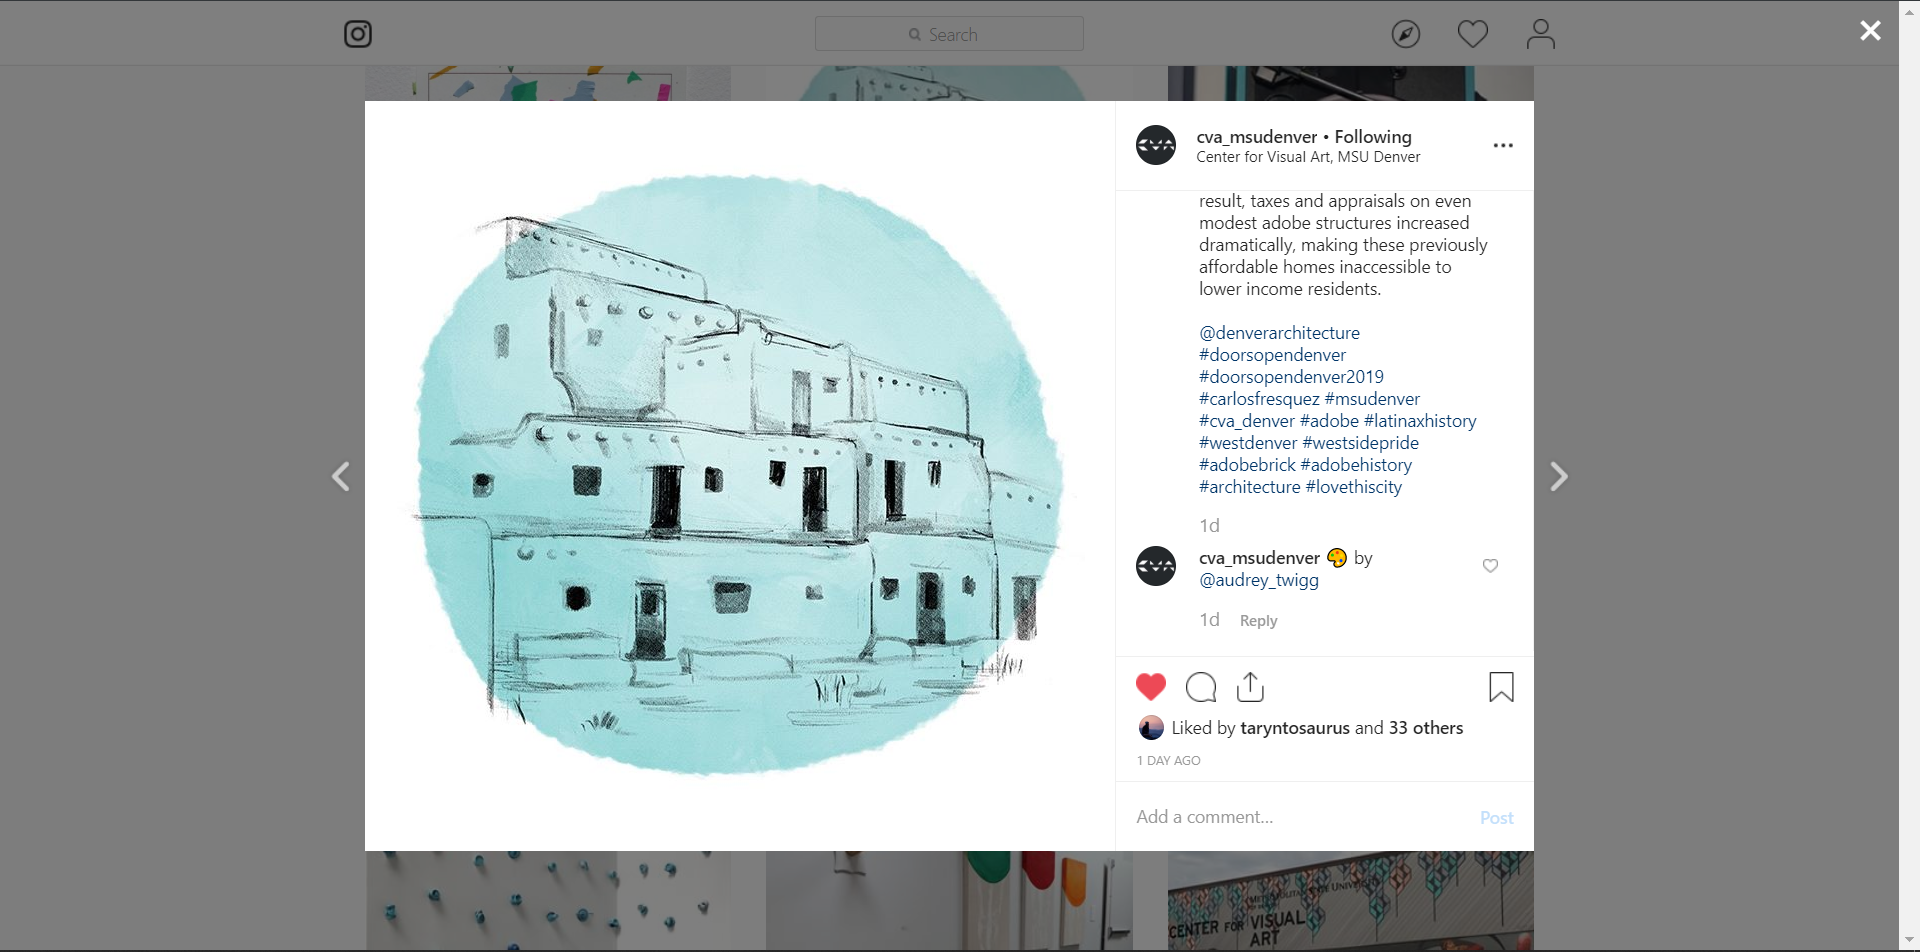 Search
cva_msudenver • Following
Center for Visual Art, MSU Denver
result, taxes and appraisals on even
modest adobe structures increased
dramatically, making these previously
affordable homes inaccessible to
lower income residents.
@denverarchitecture
#doorsopendenver
#doorsopendenver2019
#carlosfresquez #msudenver
#cva_denver #adobe #latinaxhistory
#westdenver #westsidepride
#adobebrick #adobehistory
#architecture #lovethiscity
1d
cva_msudenver 🎨 by
@audrey_twigg
1d Reply
Liked by taryntosaurus and 33 others
1 DAY AGO
Add a comment... Post
METROPOLITAN STATE UNIVERSITY
CENTER FOR VISUAL
ART